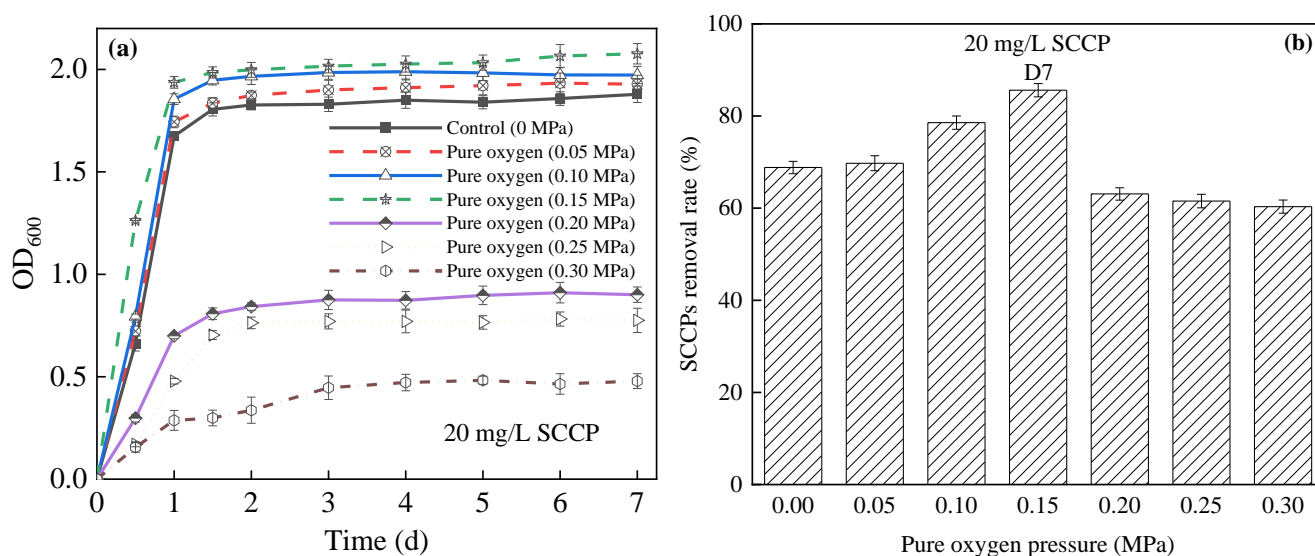 (a)
2.0
1.5
1.0
0.5
0.0
OD600
0 1 2 3 4 5 6 7
Time (d)
Control (0 MPa)
Pure oxygen (0.05 MPa)
Pure oxygen (0.10 MPa)
Pure oxygen (0.15 MPa)
Pure oxygen (0.20 MPa)
Pure oxygen (0.25 MPa)
Pure oxygen (0.30 MPa)
20 mg/L SCCP
(b)
20 mg/L SCCP
D7
100
80
60
40
20
0
SCCPs removal rate (%)
0.00 0.05 0.10 0.15 0.20 0.25 0.30
Pure oxygen pressure (MPa)